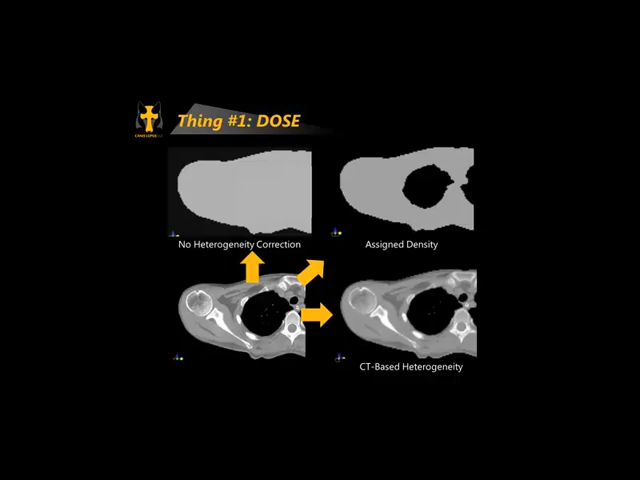 Thing #1: DOSE
No Heterogeneity Correction
Assigned Density
CT-Based Heterogeneity